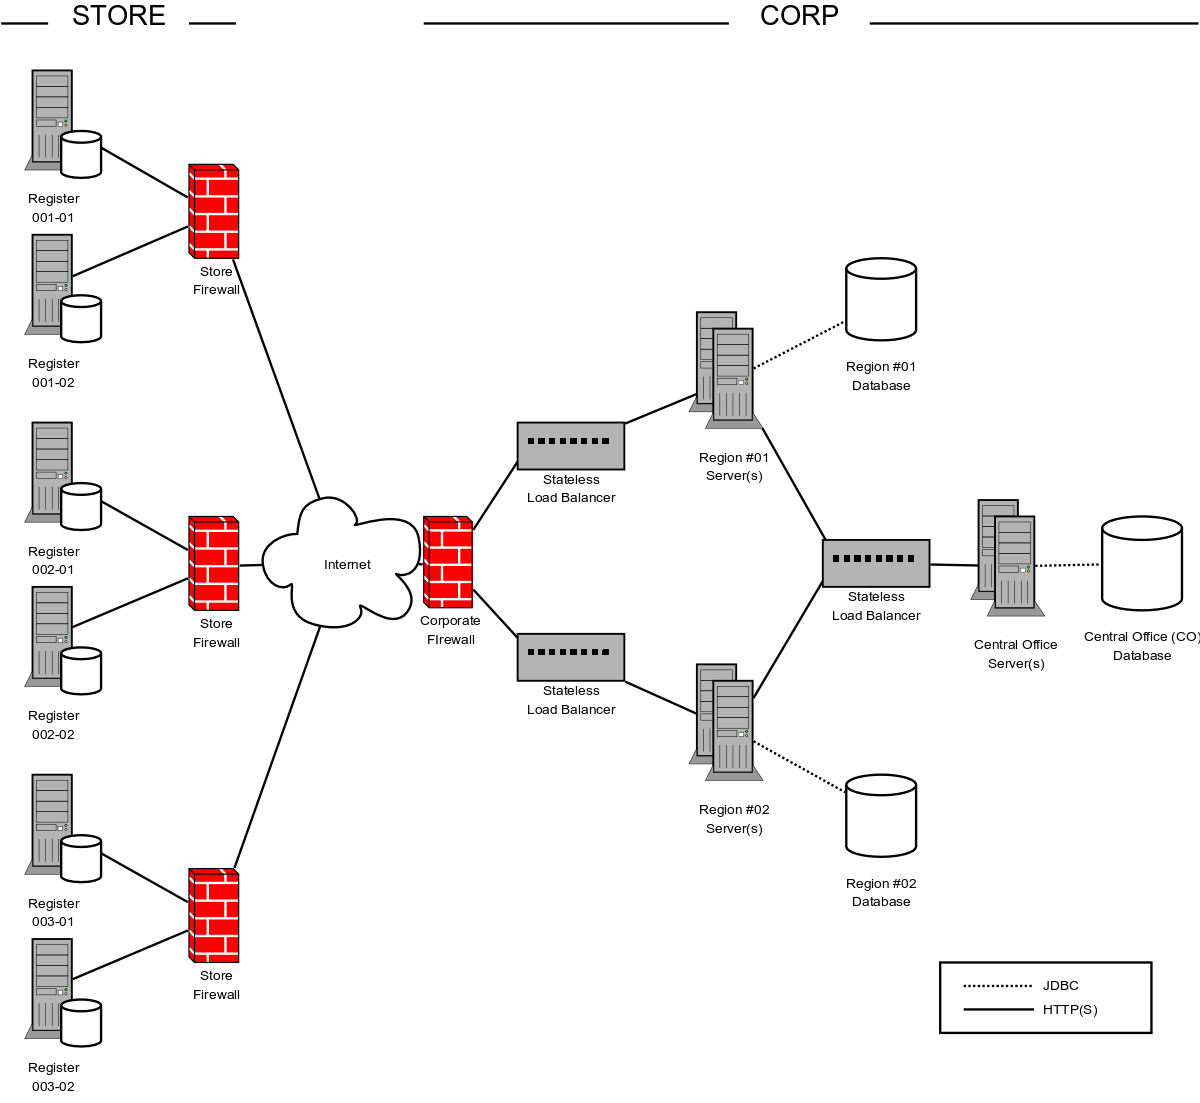 STORE
CORP
Register
001-01
Register
001-02
Store
Firewall
Register
002-01
Register
002-02
Store
Firewall
Register
003-01
Register
003-02
Store
Firewall
Internet
Corporate
FIrewall
Stateless
Load Balancer
Stateless
Load Balancer
Region #01
Server(s)
Region #01
Database
Region #02
Server(s)
Region #02
Database
Stateless
Load Balancer
Central Office
Server(s)
Central Office (CO)
Database
JDBC
HTTP(S)